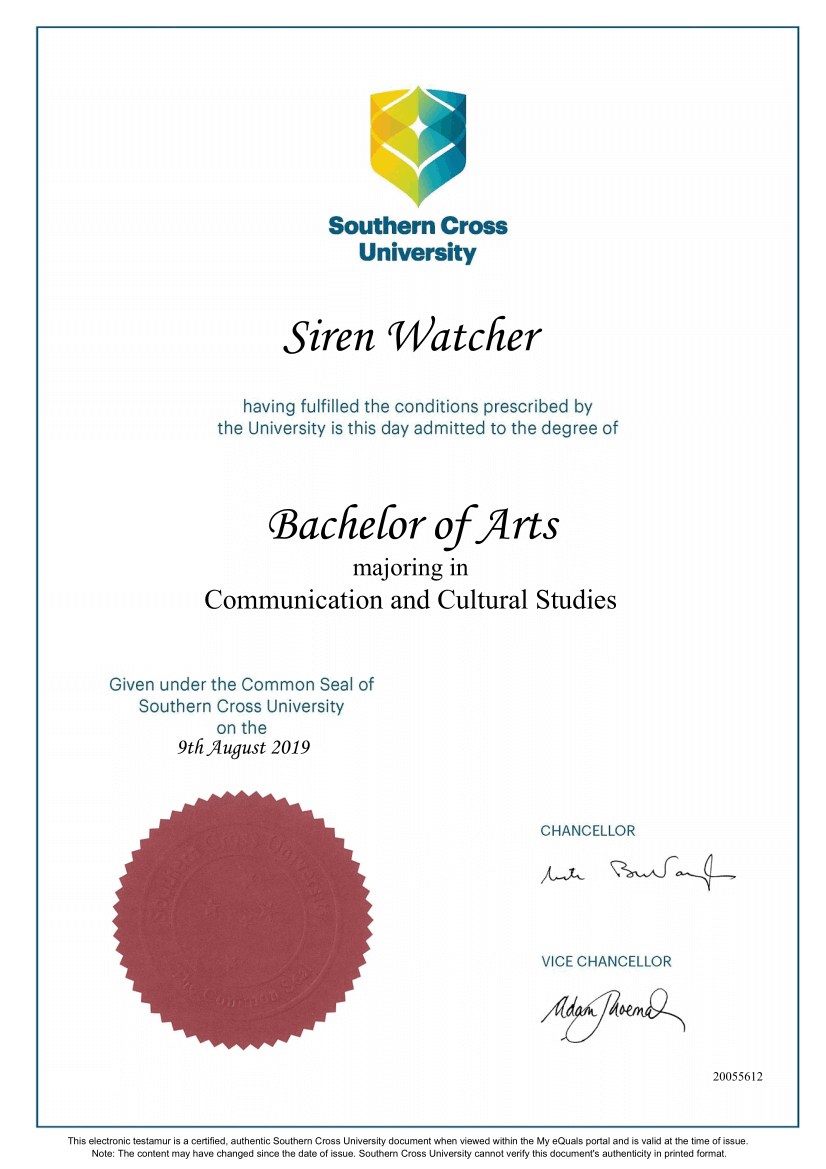 Southern Cross
University
Siren Watcher
having fulfilled the conditions prescribed by
the University is this day admitted to the degree of
Bachelor of Arts
majoring in
Communication and Cultural Studies
Given under the Common Seal of
Southern Cross University
on the
9th August 2019
Southern Cross University
The Common Seal
CHANCELLOR
VICE CHANCELLOR
20055612
This electronic testamur is a certified, authentic Southern Cross University document when viewed within the My eQuals portal and is valid at the time of issue.
Note: The content may have changed since the date of issue. Southern Cross University cannot verify this document's authenticity in printed format.